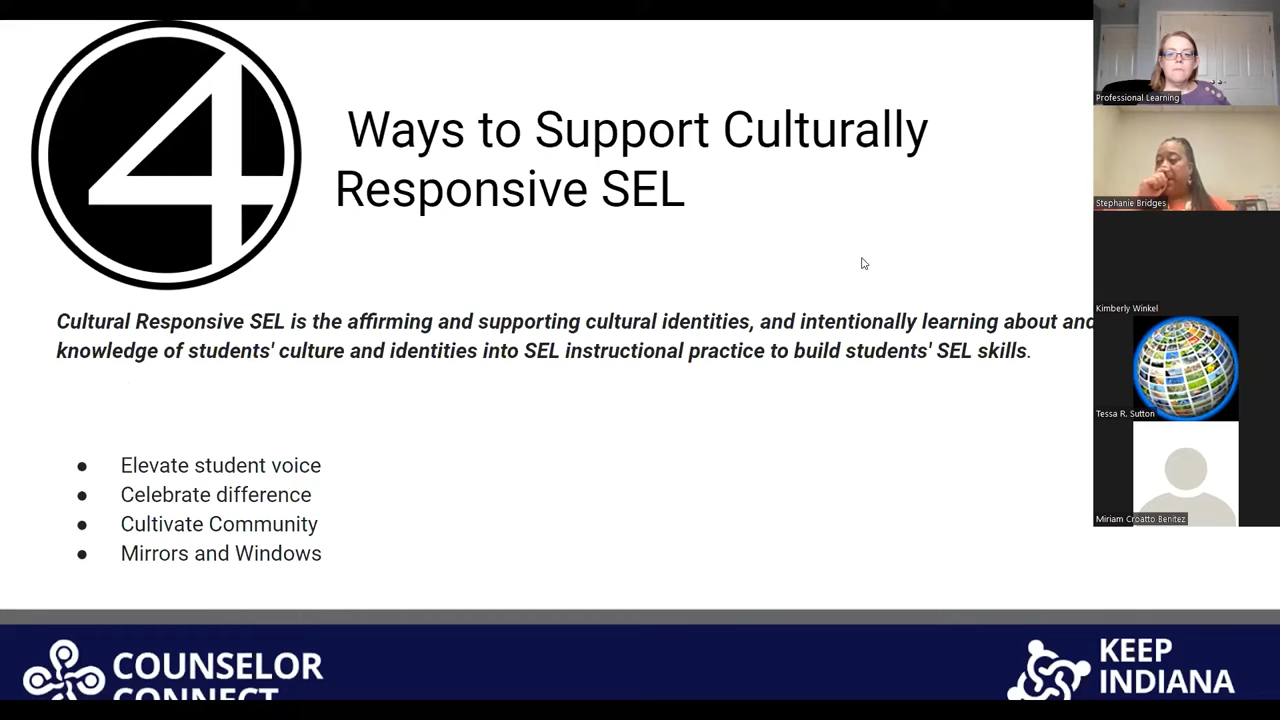 4
Ways to Support Culturally
Responsive SEL
Cultural Responsive SEL is the affirming and supporting cultural identities, and intentionally learning about and
knowledge of students' culture and identities into SEL instructional practice to build students' SEL skills.
● Elevate student voice
● Celebrate difference
● Cultivate Community
● Mirrors and Windows
COUNSELOR
CONNECT
KEEP
INDIANA
Professional Learning
Stephanie Bridges
Kimberly Winkel
Tessa R. Sutton
Miriam Croatto Benitez